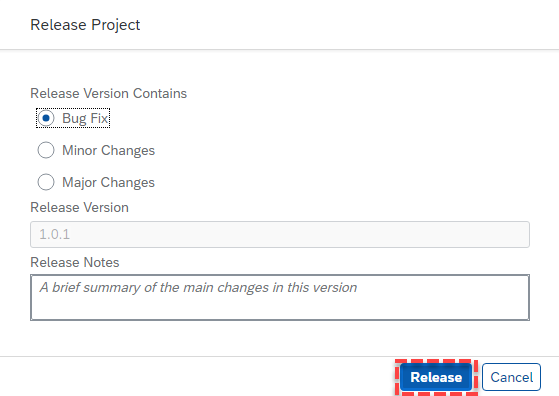 Release Project
Release Version Contains
Bug Fix
Minor Changes
Major Changes
Release Version
1.0.1
Release Notes
A brief summary of the main changes in this version
Release Cancel